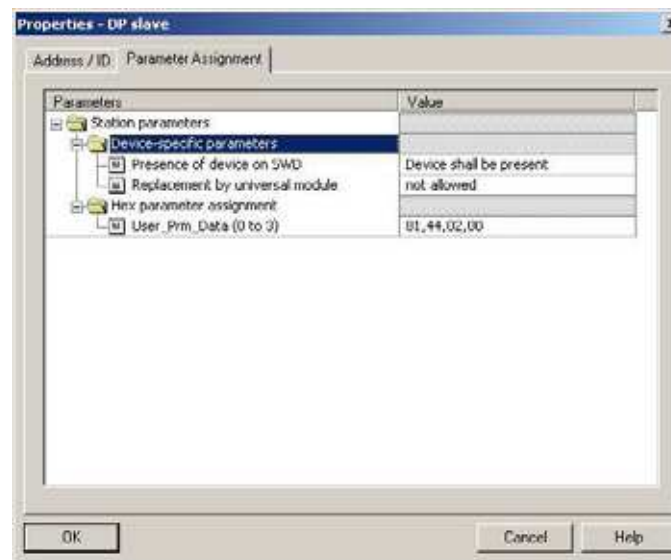 Properties - DP slave
Address / ID Parameter Assignment
Parameters Value
Station parameters
Device-specific parameters
Presence of device on SWD Device shall be present
Replacement by universal module not allowed
Hex parameter assignment
User_Prm_Data (0 to 3) 81,44,02,00
OK Cancel Help